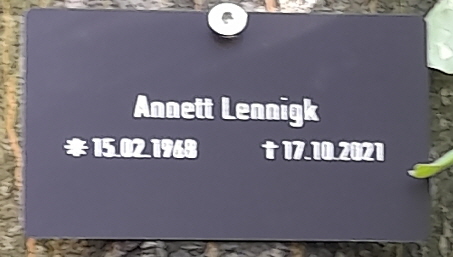 Annett Lennigk
* 15.02.1968 † 17.10.2021